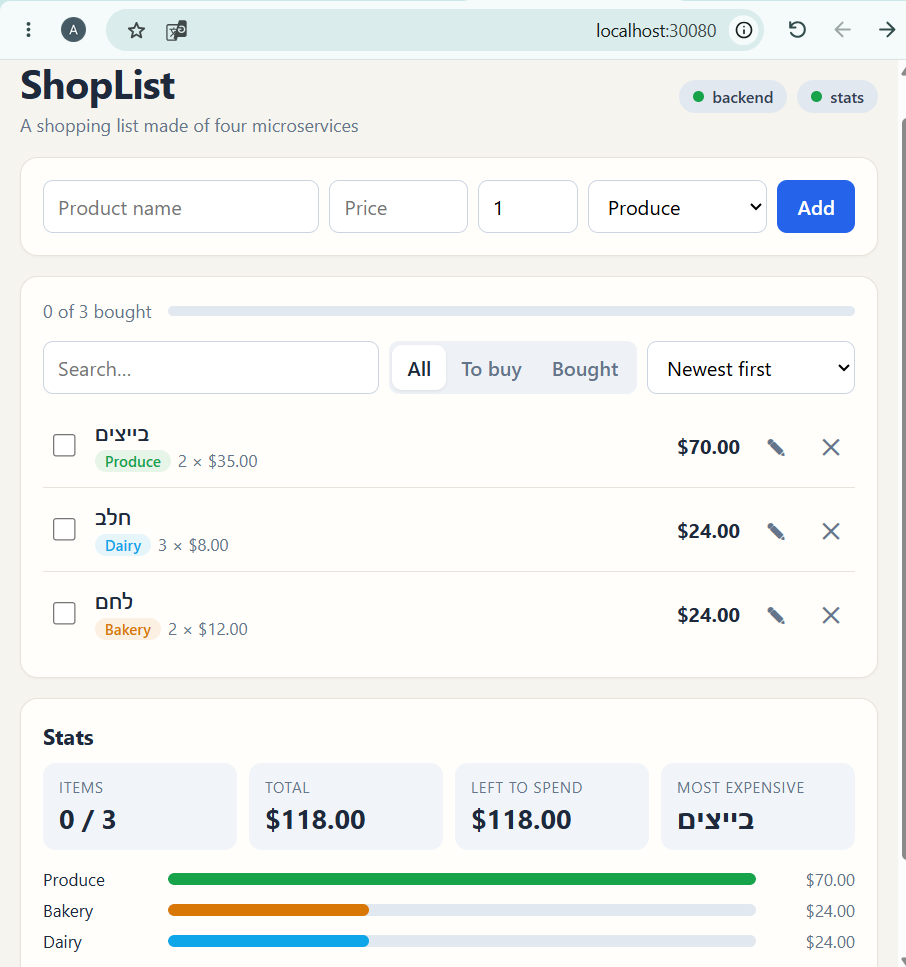 A
localhost:30080
ShopList
backend
stats
A shopping list made of four microservices
Product name
Price
1
Produce
Add
0 of 3 bought
Search...
All
To buy
Bought
Newest first
בייצים
Produce 2 × $35.00
$70.00
חלב
Dairy 3 × $8.00
$24.00
לחם
Bakery 2 × $12.00
$24.00
Stats
ITEMS
0 / 3
TOTAL
$118.00
LEFT TO SPEND
$118.00
MOST EXPENSIVE
בייצים
Produce $70.00
Bakery $24.00
Dairy $24.00